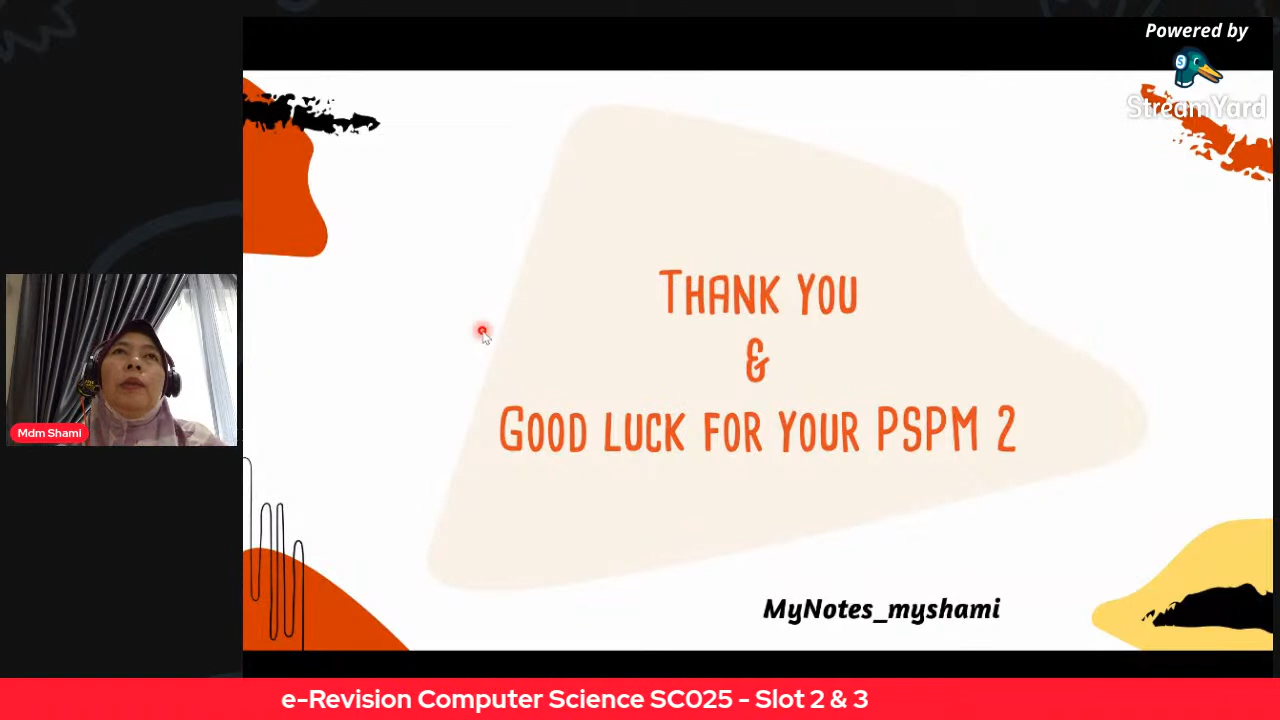 Powered by
StreamYard
THANK YOU
&
GOOD LUCK FOR YOUR PSPM 2
Mdm Shami
MyNotes_myshami
e-Revision Computer Science SC025 - Slot 2 & 3